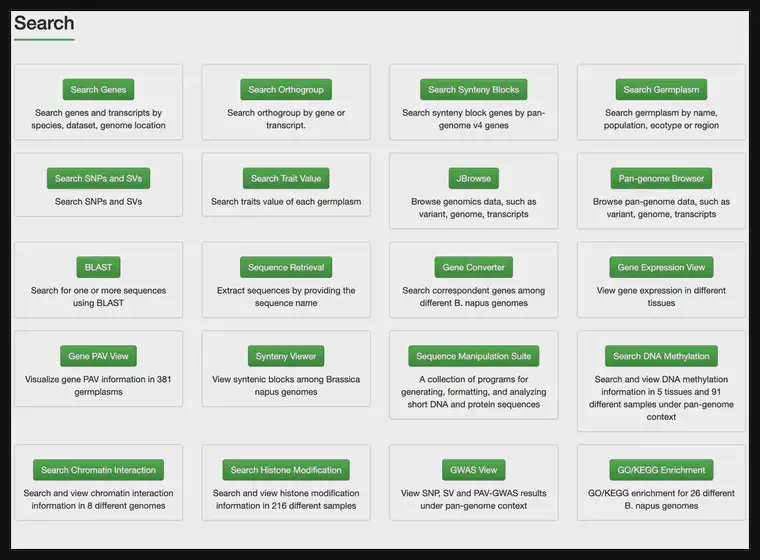 Search
Search Genes
Search genes and transcripts by
species, dataset, genome location
Search Orthogroup
Search orthogroup by gene or
transcript.
Search Synteny Blocks
Search synteny block genes by pan-
genome v4 genes
Search Germplasm
Search germplasm by name,
population, ecotype or region
Search SNPs and SVs
Search SNPs and SVs
Search Trait Value
Search traits value of each germplasm
JBrowse
Browse genomics data, such as
variant, genome, transcripts
Pan-genome Browser
Browse pan-genome data, such as
variant, genome, transcripts
BLAST
Search for one or more sequences
using BLAST
Sequence Retrieval
Extract sequences by providing the
sequence name
Gene Converter
Search correspondent genes among
different B. napus genomes
Gene Expression View
View gene expression in different
tissues
Gene PAV View
Visualize gene PAV information in 381
germplasms
Synteny Viewer
View syntenic blocks among Brassica
napus genomes
Sequence Manipulation Suite
A collection of programs for
generating, formatting, and analyzing
short DNA and protein sequences
Search DNA Methylation
Search and view DNA methylation
information in 5 tissues and 91
different samples under pan-genome
context
Search Chromatin Interaction
Search and view chromatin interaction
information in 8 different genomes
Search Histone Modification
Search and view histone modification
information in 216 different samples
GWAS View
View SNP, SV and PAV-GWAS results
under pan-genome context
GO/KEGG Enrichment
GO/KEGG enrichment for 26 different
B. napus genomes